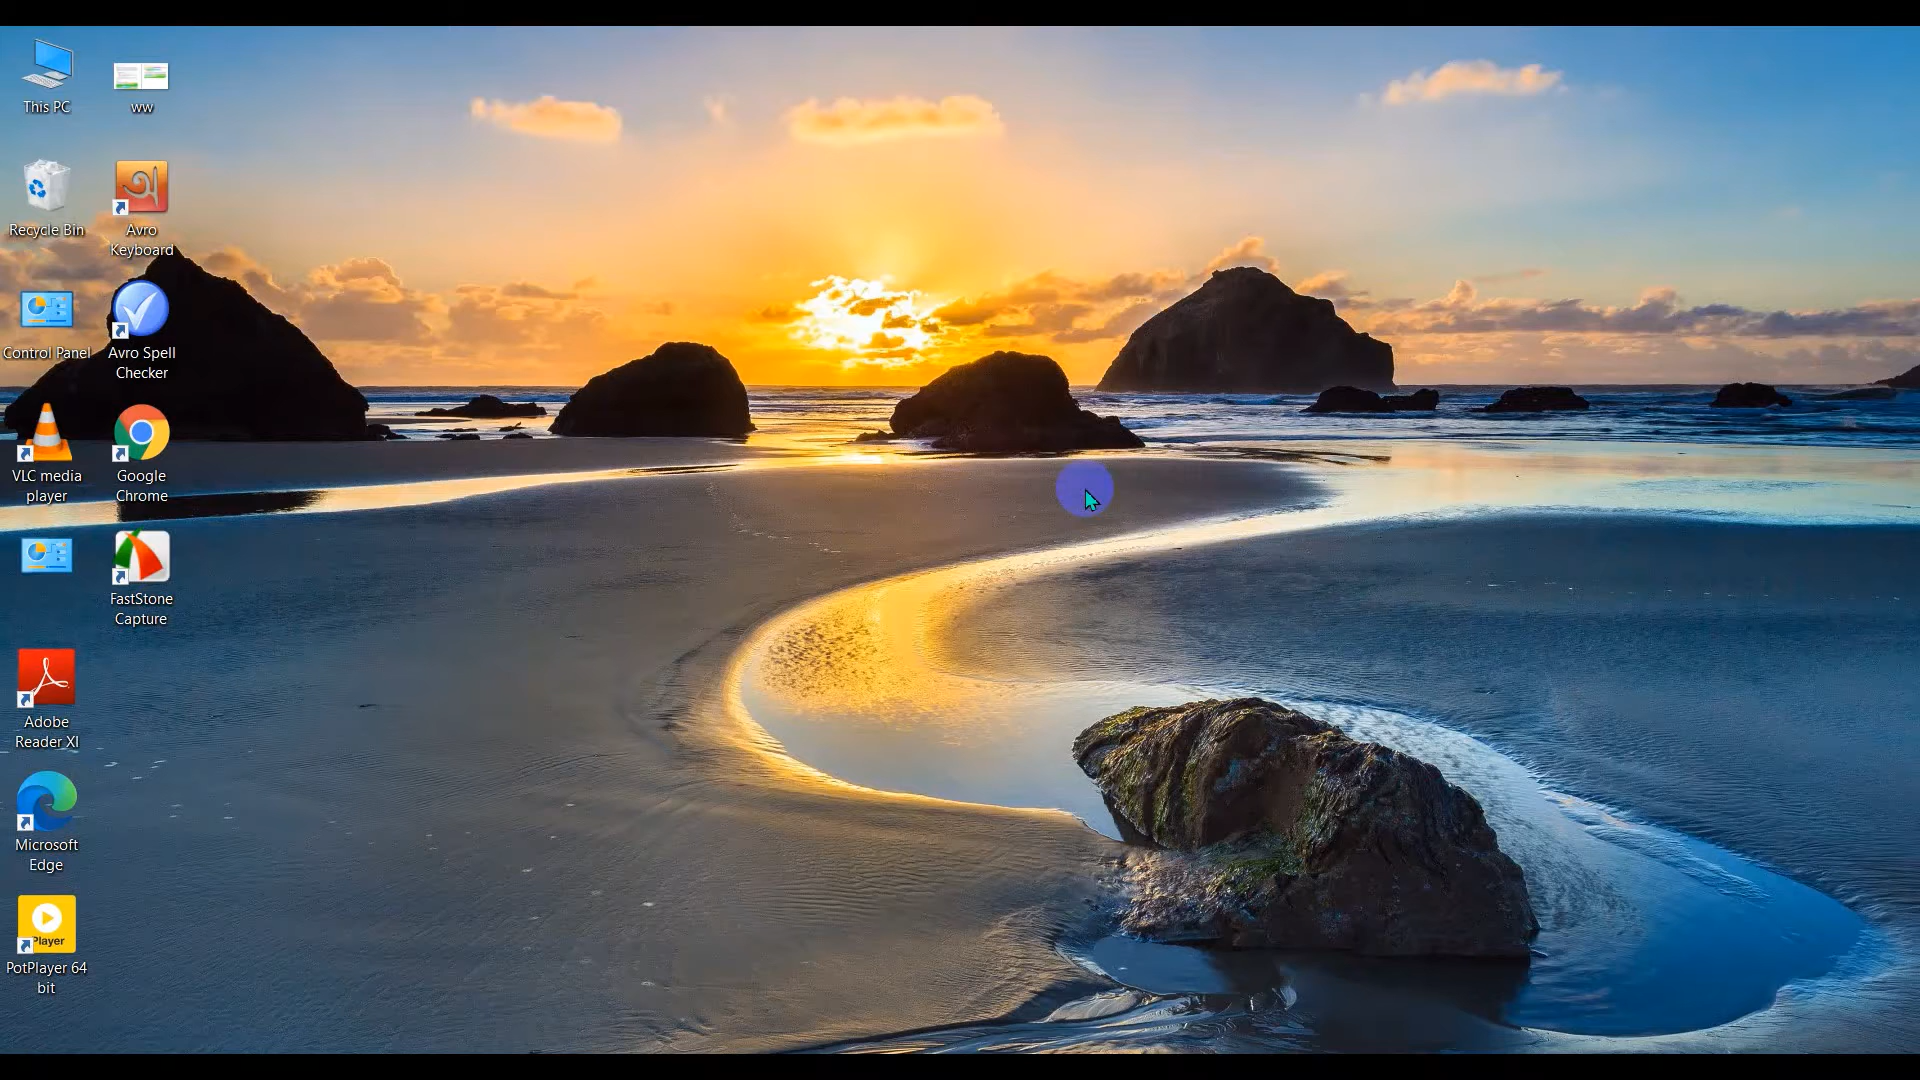 This PC
ww
Recycle Bin
Avro
Keyboard
Control Panel
Avro Spell
Checker
VLC media
player
Google
Chrome
FastStone
Capture
Adobe
Reader XI
Microsoft
Edge
Player
PotPlayer 64
bit